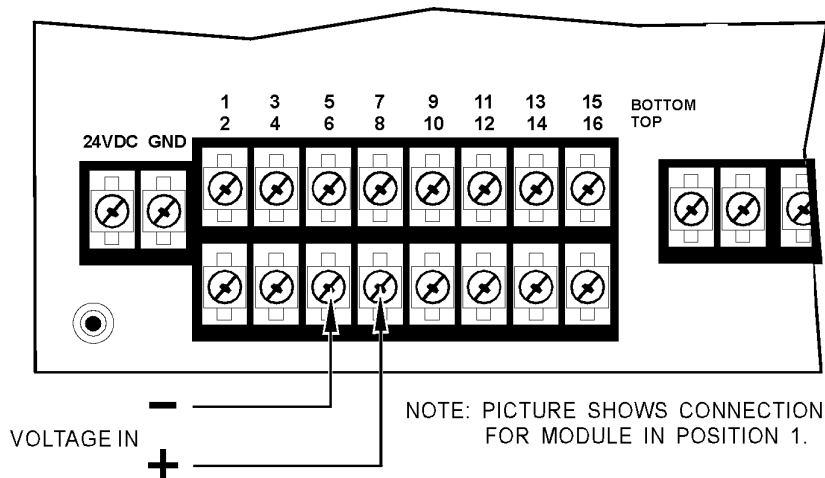 1 3 5 7 9 11 13 15 BOTTOM
2 4 6 8 10 12 14 16 TOP
24VDC GND
−
VOLTAGE IN
+
NOTE: PICTURE SHOWS CONNECTION
FOR MODULE IN POSITION 1.